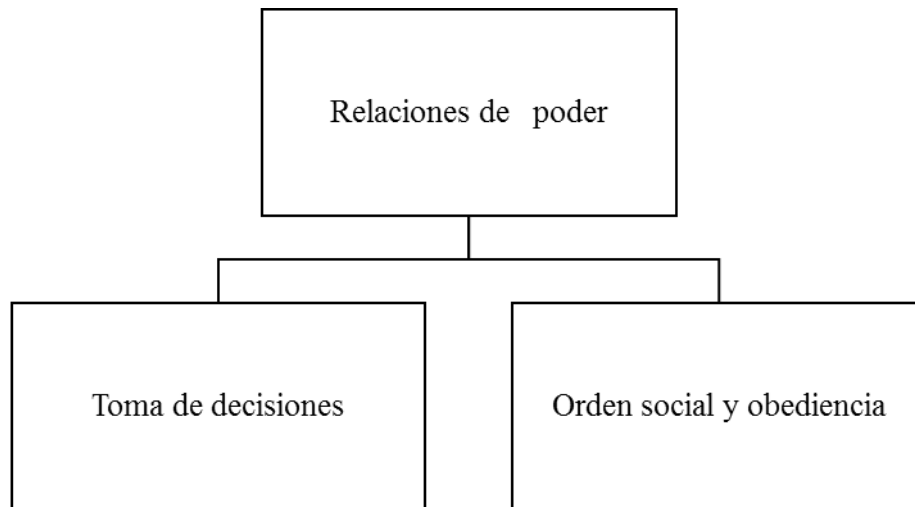 Relaciones de poder
Toma de decisiones
Orden social y obediencia